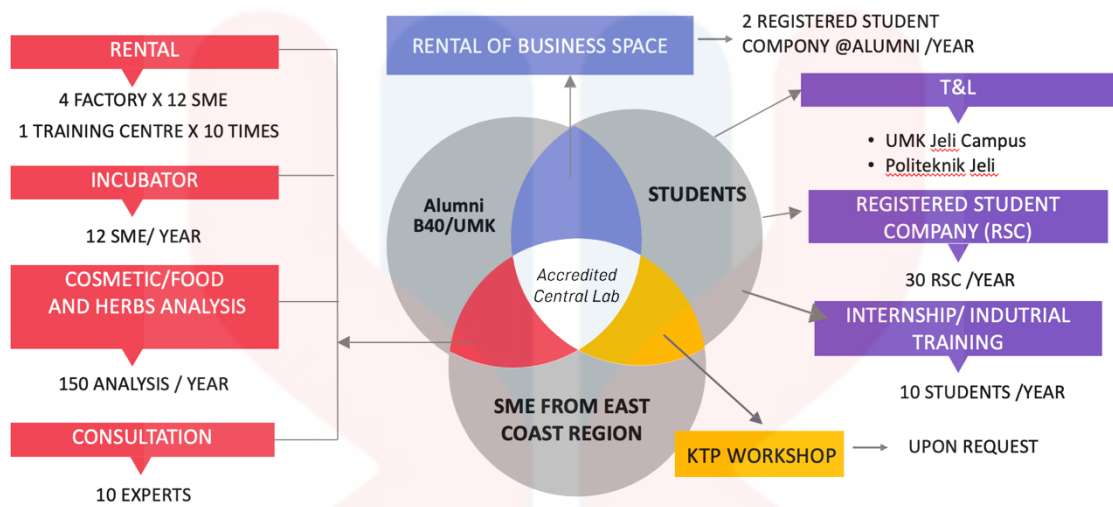 RENTAL
4 FACTORY X 12 SME
1 TRAINING CENTRE X 10 TIMES
INCUBATOR
12 SME/ YEAR
COSMETIC/FOOD
AND HERBS ANALYSIS
150 ANALYSIS / YEAR
CONSULTATION
10 EXPERTS
RENTAL OF BUSINESS SPACE
2 REGISTERED STUDENT
COMPONY @ALUMNI /YEAR
Alumni
B40/UMK
STUDENTS
Accredited
Central Lab
SME FROM EAST
COAST REGION
T&L
• UMK Jeli Campus
• Politeknik Jeli
REGISTERED STUDENT
COMPANY (RSC)
30 RSC /YEAR
INTERNSHIP/ INDUTRIAL
TRAINING
10 STUDENTS /YEAR
KTP WORKSHOP
UPON REQUEST